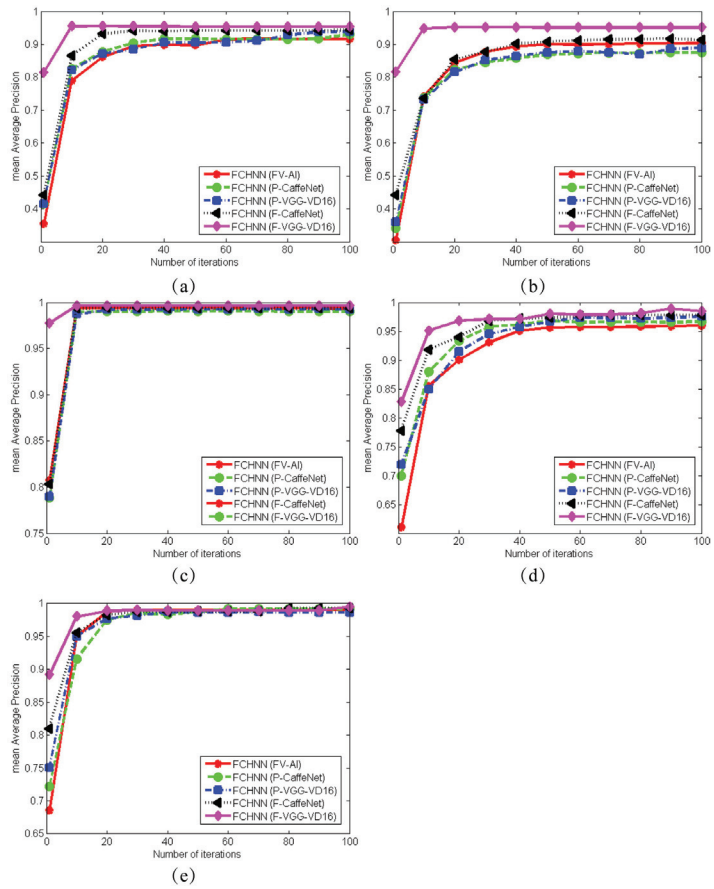 1
0.9
0.8
0.7
0.6
0.5
0.4
mean Average Precision
0 20 40 60 80 100
Number of iterations
FCHNN (FV-AI)
FCHNN (P-CaffeNet)
FCHNN (P-VGG-VD16)
FCHNN (F-CaffeNet)
FCHNN (F-VGG-VD16)
(a)
1
0.9
0.8
0.7
0.6
0.5
0.4
mean Average Precision
0 20 40 60 80 100
Number of iterations
FCHNN (FV-AI)
FCHNN (P-CaffeNet)
FCHNN (P-VGG-VD16)
FCHNN (F-CaffeNet)
FCHNN (F-VGG-VD16)
(b)
1
0.95
0.9
0.85
0.8
0.75
mean Average Precision
0 20 40 60 80 100
Number of iterations
FCHNN (FV-AI)
FCHNN (P-CaffeNet)
FCHNN (P-VGG-VD16)
FCHNN (F-CaffeNet)
FCHNN (F-VGG-VD16)
(c)
1
0.95
0.9
0.85
0.8
0.75
0.7
0.65
mean Average Precision
0 20 40 60 80 100
Number of iterations
FCHNN (FV-AI)
FCHNN (P-CaffeNet)
FCHNN (P-VGG-VD16)
FCHNN (F-CaffeNet)
FCHNN (F-VGG-VD16)
(d)
1
0.95
0.9
0.85
0.8
0.75
0.7
0.65
mean Average Precision
0 20 40 60 80 100
Number of iterations
FCHNN (FV-AI)
FCHNN (P-CaffeNet)
FCHNN (P-VGG-VD16)
FCHNN (F-CaffeNet)
FCHNN (F-VGG-VD16)
(e)